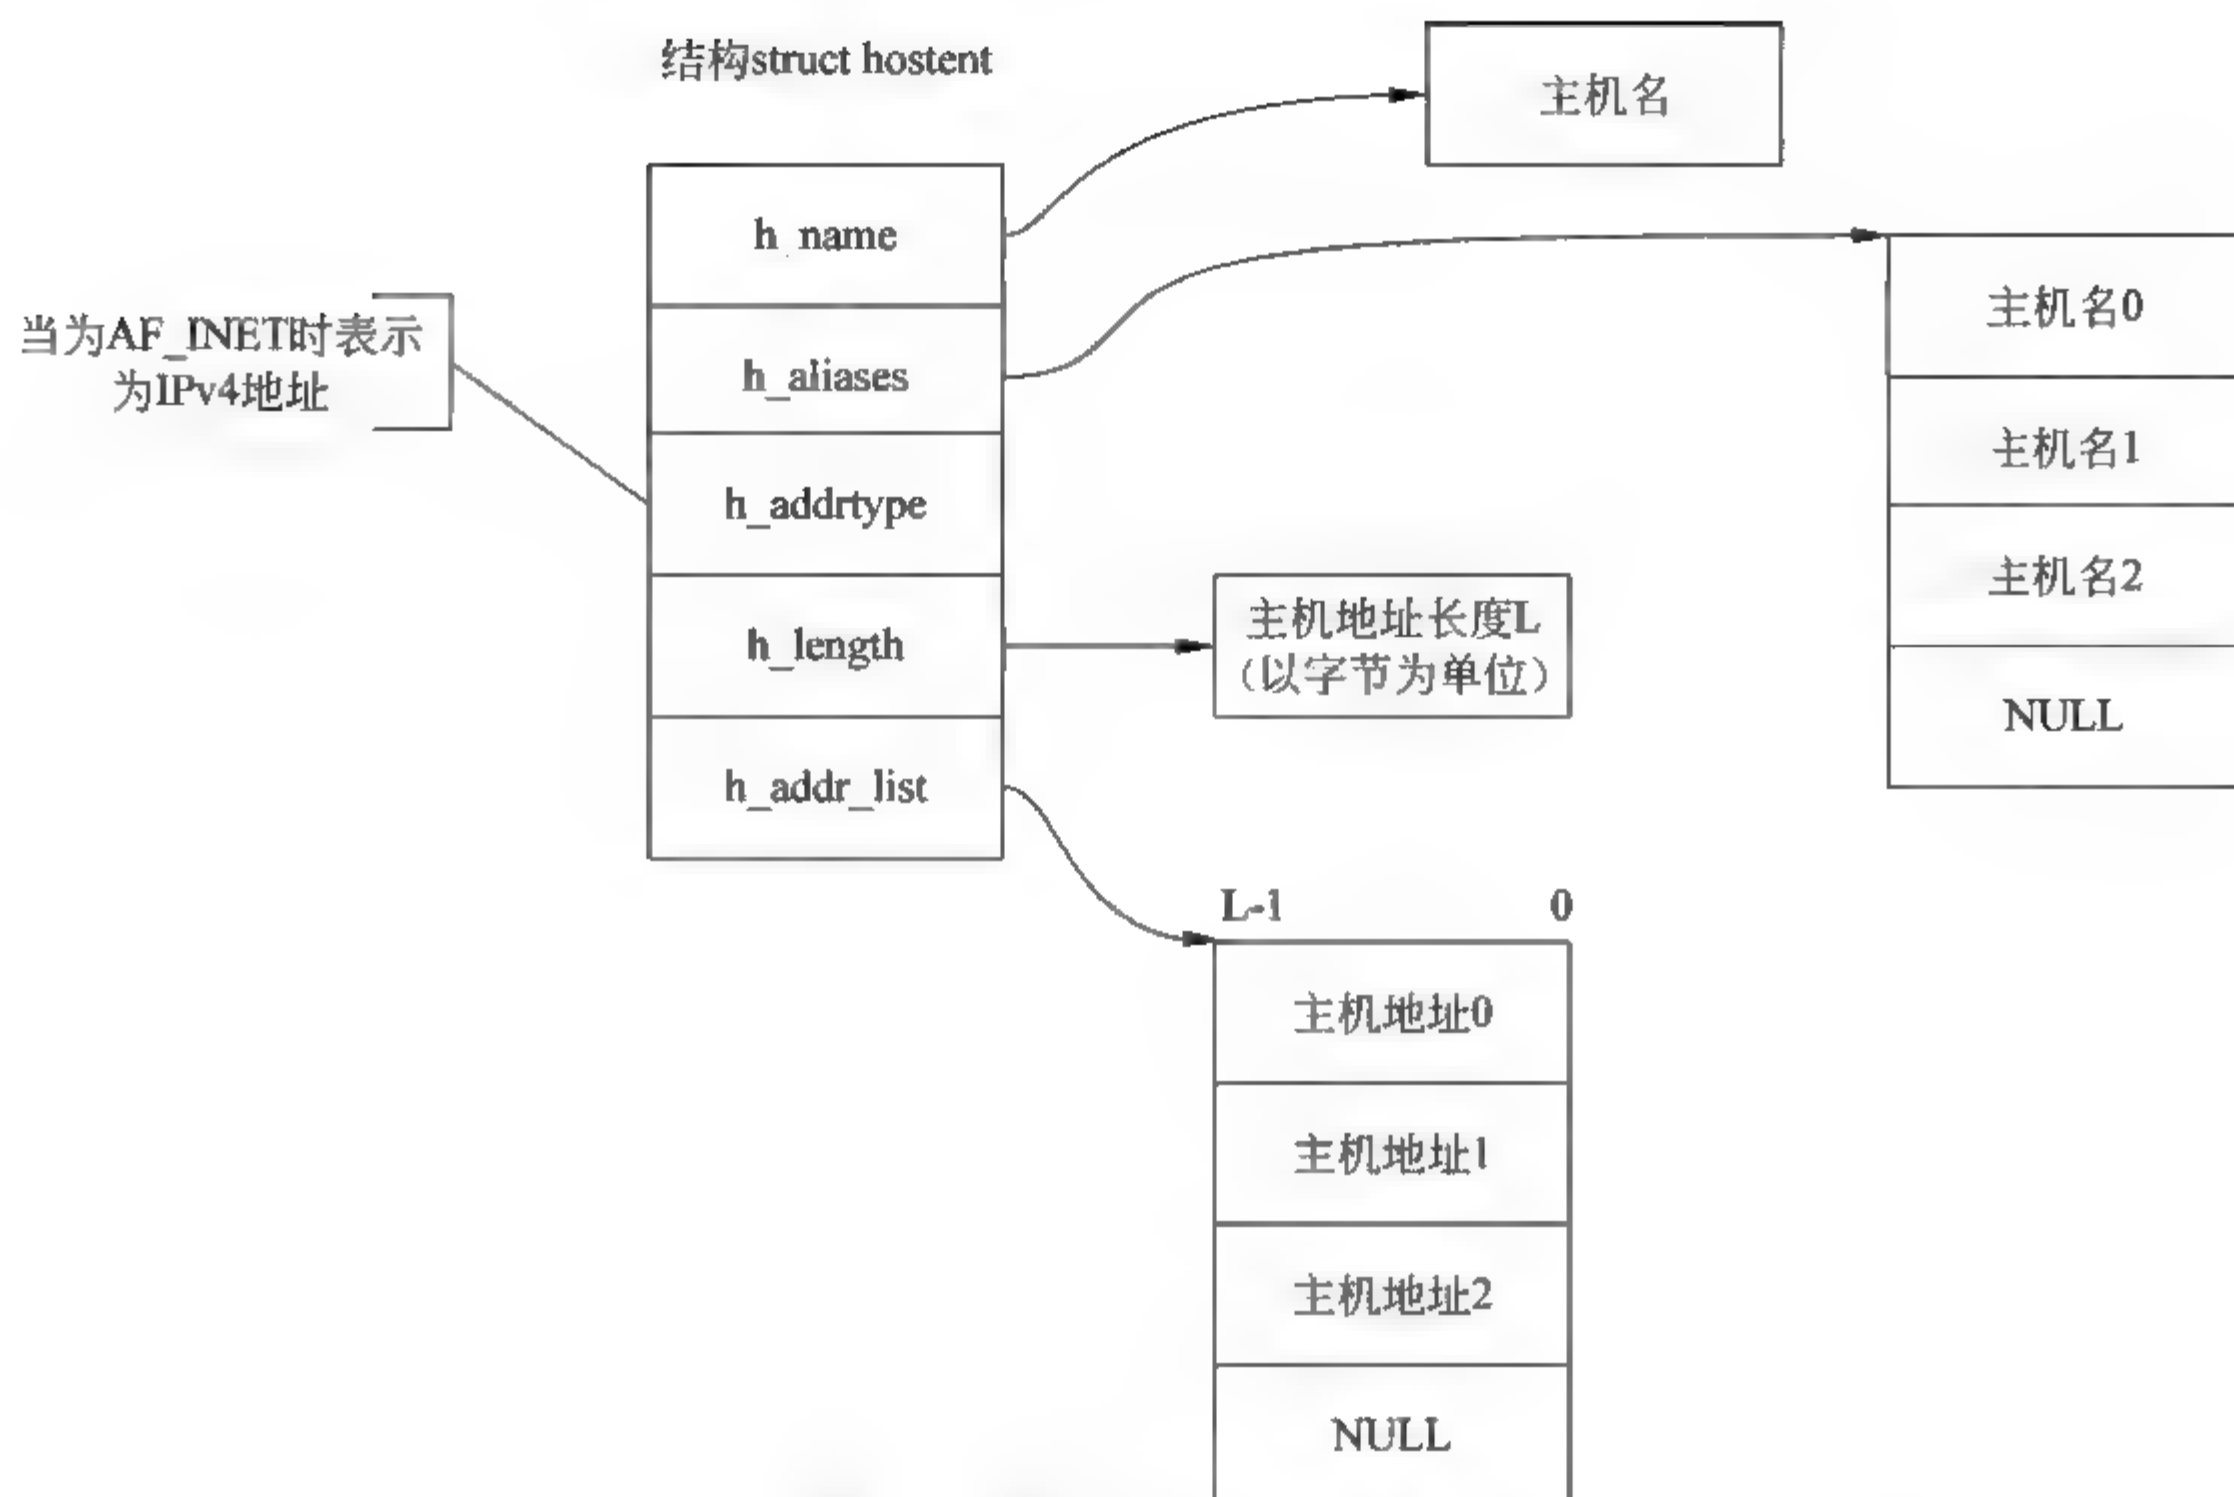 结构struct hostent
主机名
h_name
当为AF_INET时表示
为IPv4地址
h_aliases
h_addrtype
h_length
h_addr_list
主机名0
主机名1
主机名2
NULL
主机地址长度L
（以字节为单位）
L-1 0
主机地址0
主机地址1
主机地址2
NULL